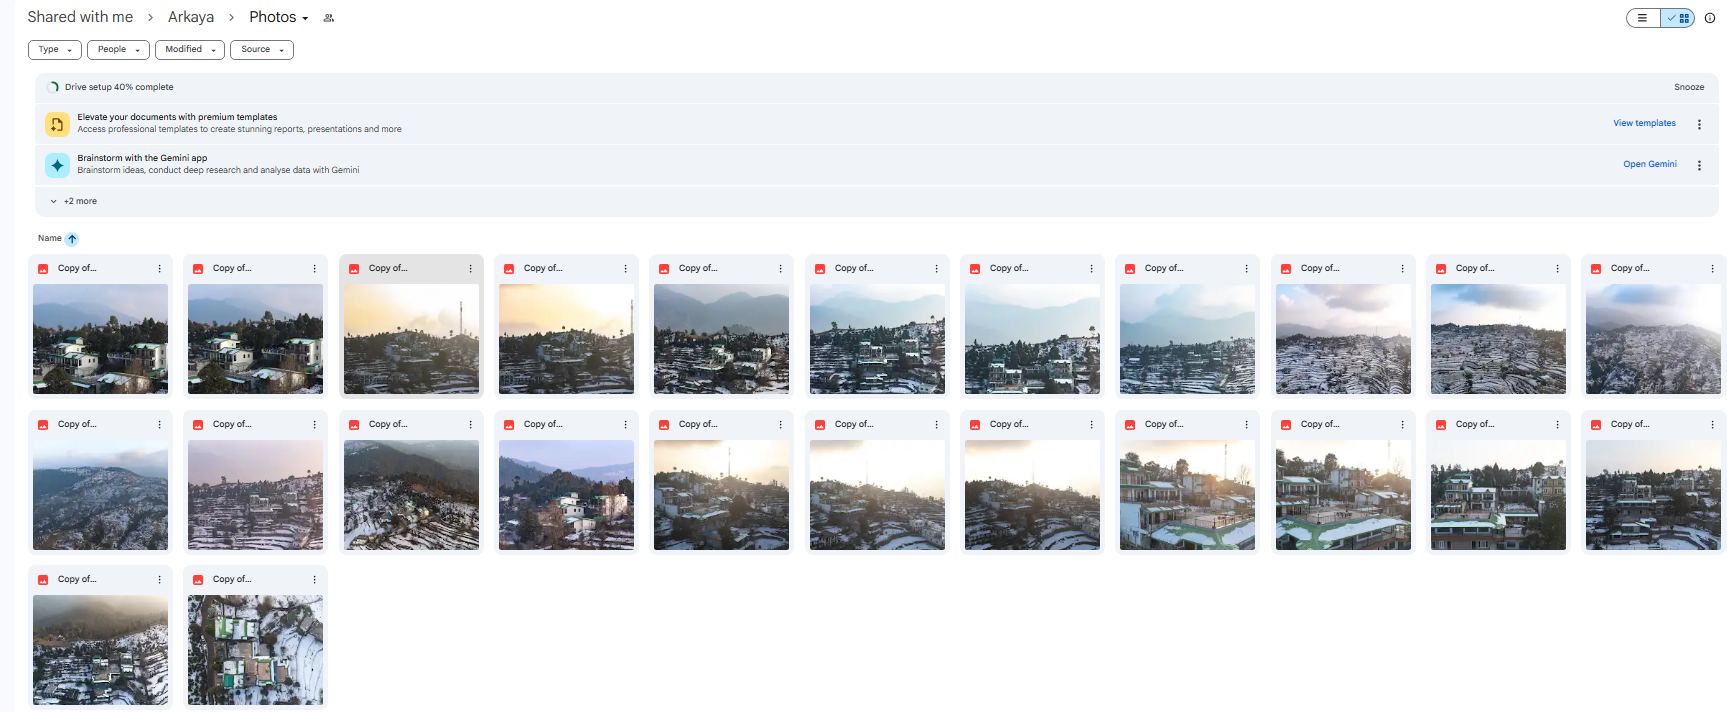 Shared with me > Arkaya > Photos
Type People Modified Source
Drive setup 40% complete Snooze
Elevate your documents with premium templates
Access professional templates to create stunning reports, presentations and more
View templates
Brainstorm with the Gemini app
Brainstorm ideas, conduct deep research and analyse data with Gemini
Open Gemini
+2 more
Name
Copy of... Copy of... Copy of... Copy of... Copy of... Copy of... Copy of... Copy of... Copy of... Copy of... Copy of...
Copy of... Copy of... Copy of... Copy of... Copy of... Copy of... Copy of... Copy of... Copy of... Copy of... Copy of...
Copy of... Copy of...